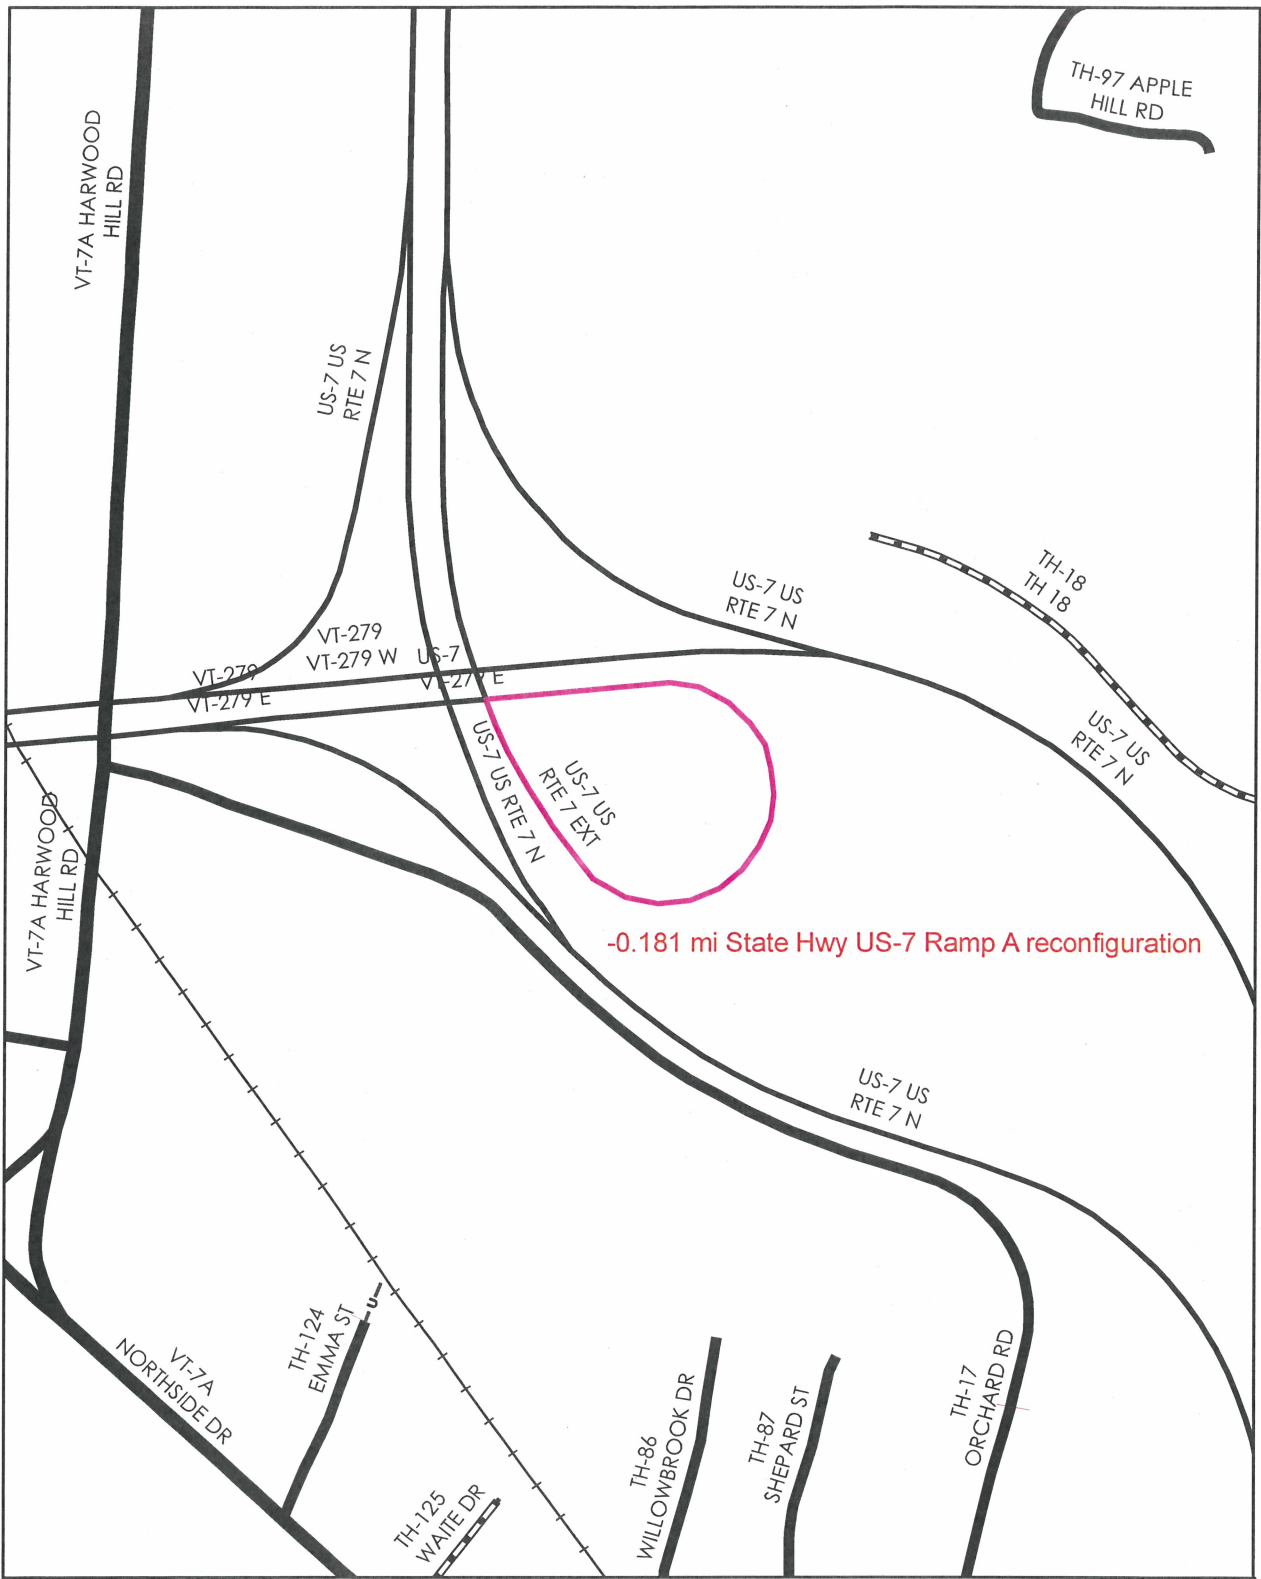 TH-97 APPLE
HILL RD
VT-7A HARWOOD
HILL RD
US-7 US
RTE 7 N
TH-18
TH 18
US-7 US
RTE 7 N
VT-279
VT-279 W
US-7
VT-279
VT-279 E
VT-279 E
US-7 US RTE 7 N
US-7 US
RTE 7 EXT
US-7 US
RTE 7 N
VT-7A HARWOOD
HILL RD
-0.181 mi State Hwy US-7 Ramp A reconfiguration
US-7 US
RTE 7 N
U
TH-124
EMMA ST
VT-7A
NORTHSIDE DR
TH-17
ORCHARD RD
TH-86
WILLOWBROOK DR
TH-87
SHEPARD ST
TH-125
WAITE DR